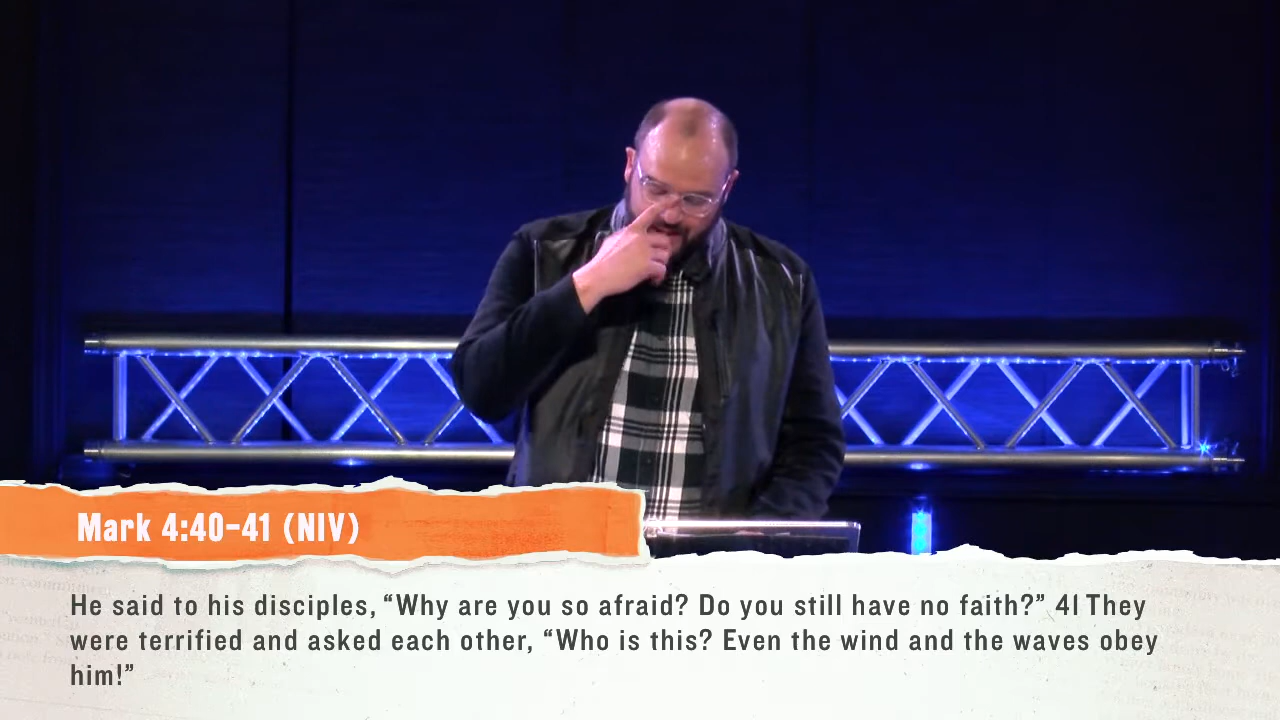 Mark 4:40-41 (NIV)
He said to his disciples, “Why are you so afraid? Do you still have no faith?” 41 They
were terrified and asked each other, “Who is this? Even the wind and the waves obey
him!”